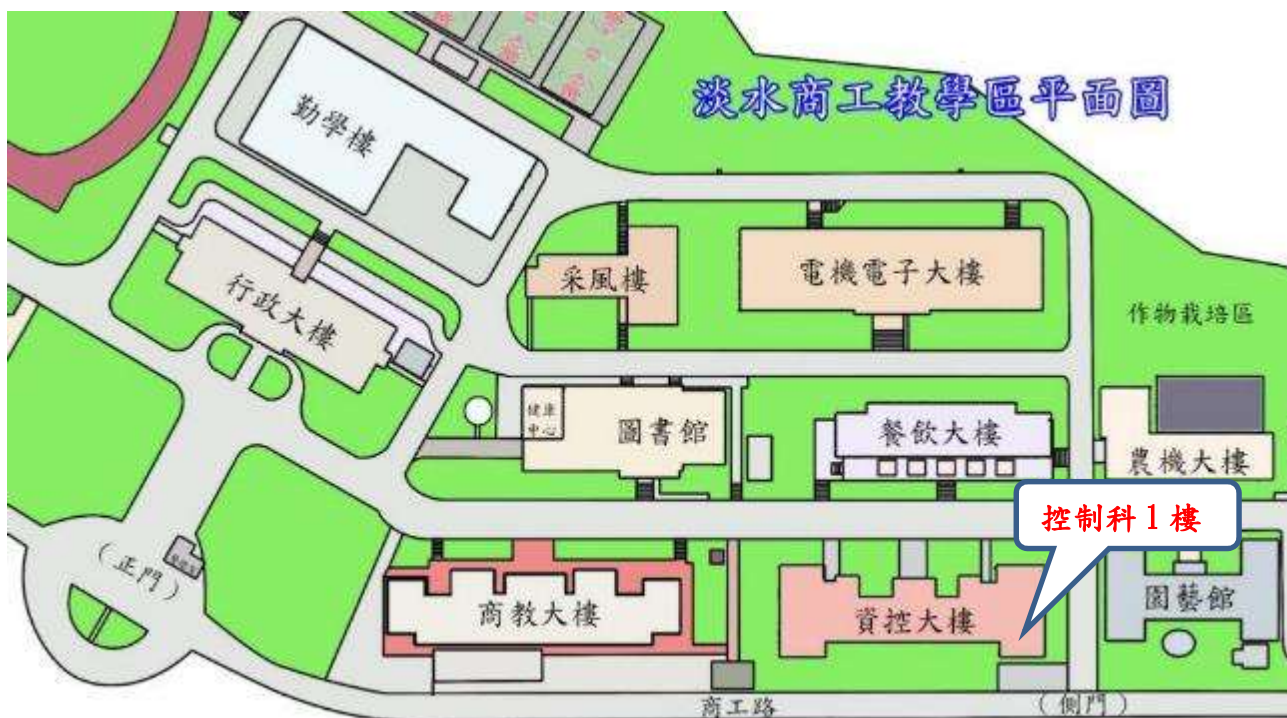 淡水商工教學區平面圖
勤學樓
采風樓
電機電子大樓
行政大樓
作物栽培區
健康
中心
圖書館
餐飲大樓
農機大樓
控制科1樓
(正門)
商教大樓
資控大樓
園藝館
商工路
(側門)